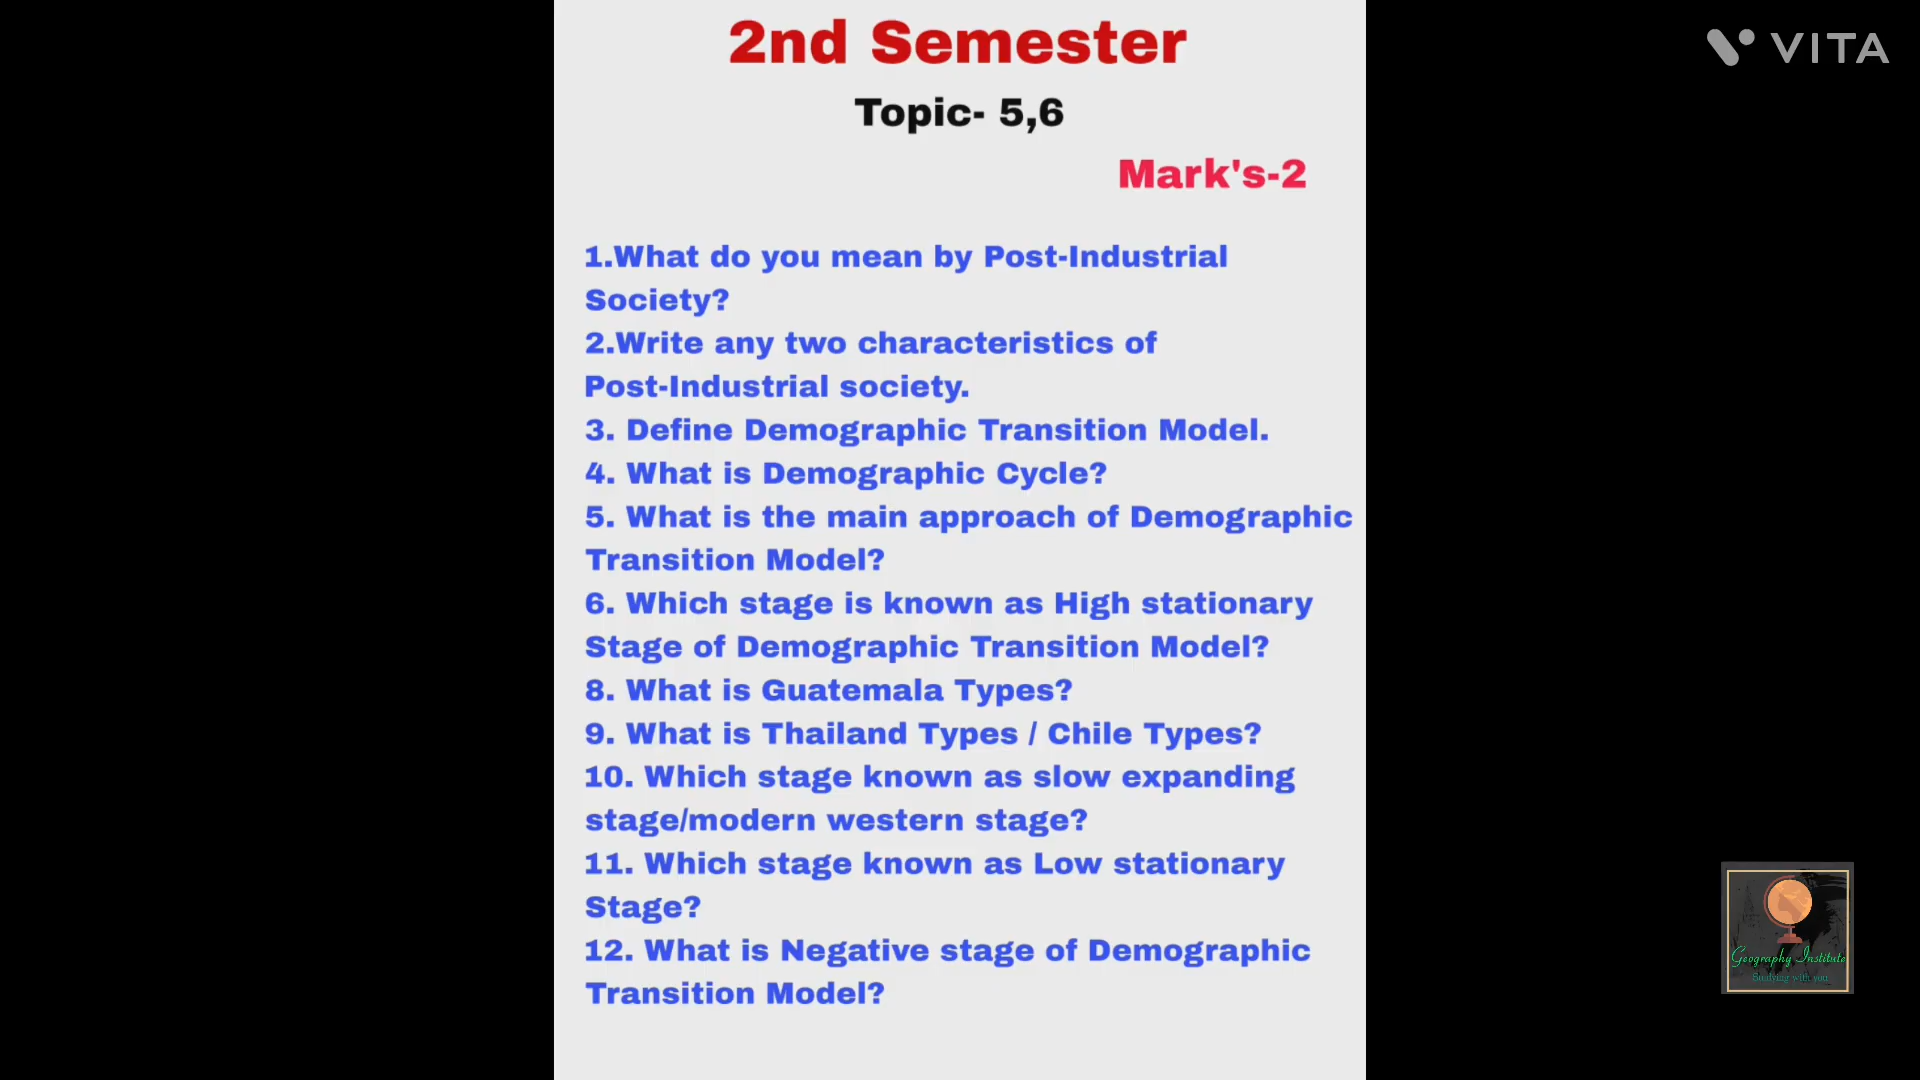 2nd Semester
VITA
Topic- 5,6
Mark's-2
1.What do you mean by Post-Industrial
Society?
2.Write any two characteristics of
Post-Industrial society.
3. Define Demographic Transition Model.
4. What is Demographic Cycle?
5. What is the main approach of Demographic
Transition Model?
6. Which stage is known as High stationary
Stage of Demographic Transition Model?
8. What is Guatemala Types?
9. What is Thailand Types / Chile Types?
10. Which stage known as slow expanding
stage/modern western stage?
11. Which stage known as Low stationary
Stage?
12. What is Negative stage of Demographic
Transition Model?
Geography Institute
Studying with you